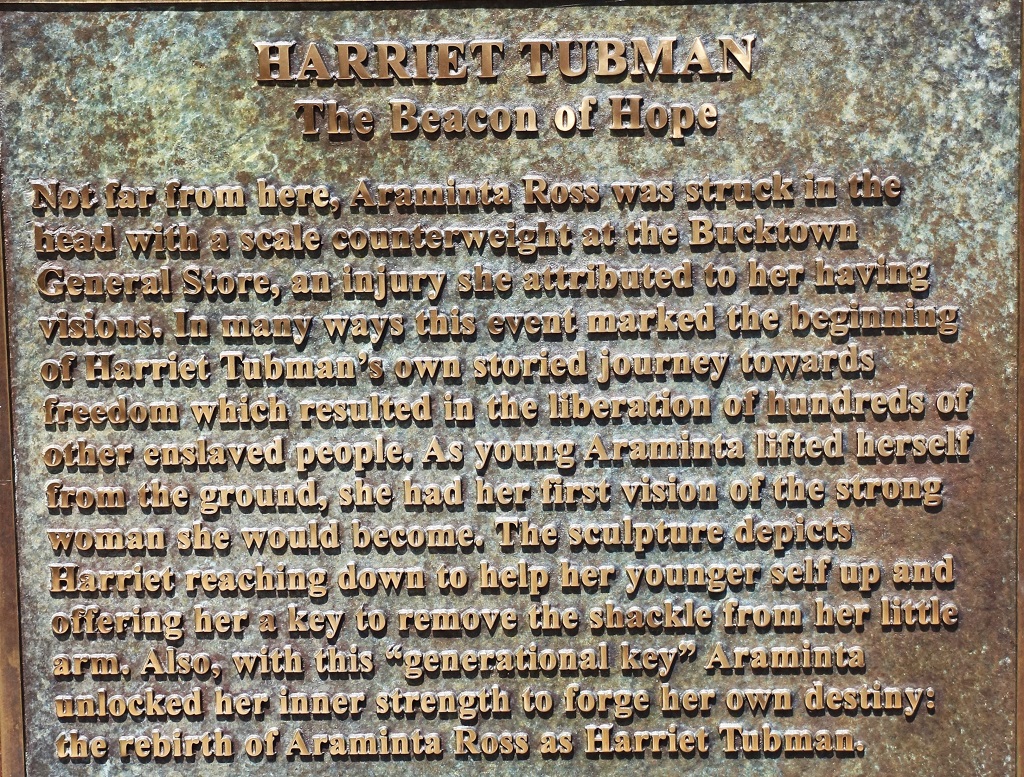 HARRIET TUBMAN
The Beacon of Hope
Not far from here, Araminta Ross was struck in the
head with a scale counterweight at the Bucktown
General Store, an injury she attributed to her having
visions. In many ways this event marked the beginning
of Harriet Tubman's own storied journey towards
freedom which resulted in the liberation of hundreds of
other enslaved people. As young Araminta lifted herself
from the ground, she had her first vision of the strong
woman she would become. The sculpture depicts
Harriet reaching down to help her younger self up and
offering her a key to remove the shackle from her little
arm. Also, with this “generational key” Araminta
unlocked her inner strength to forge her own destiny:
the rebirth of Araminta Ross as Harriet Tubman.